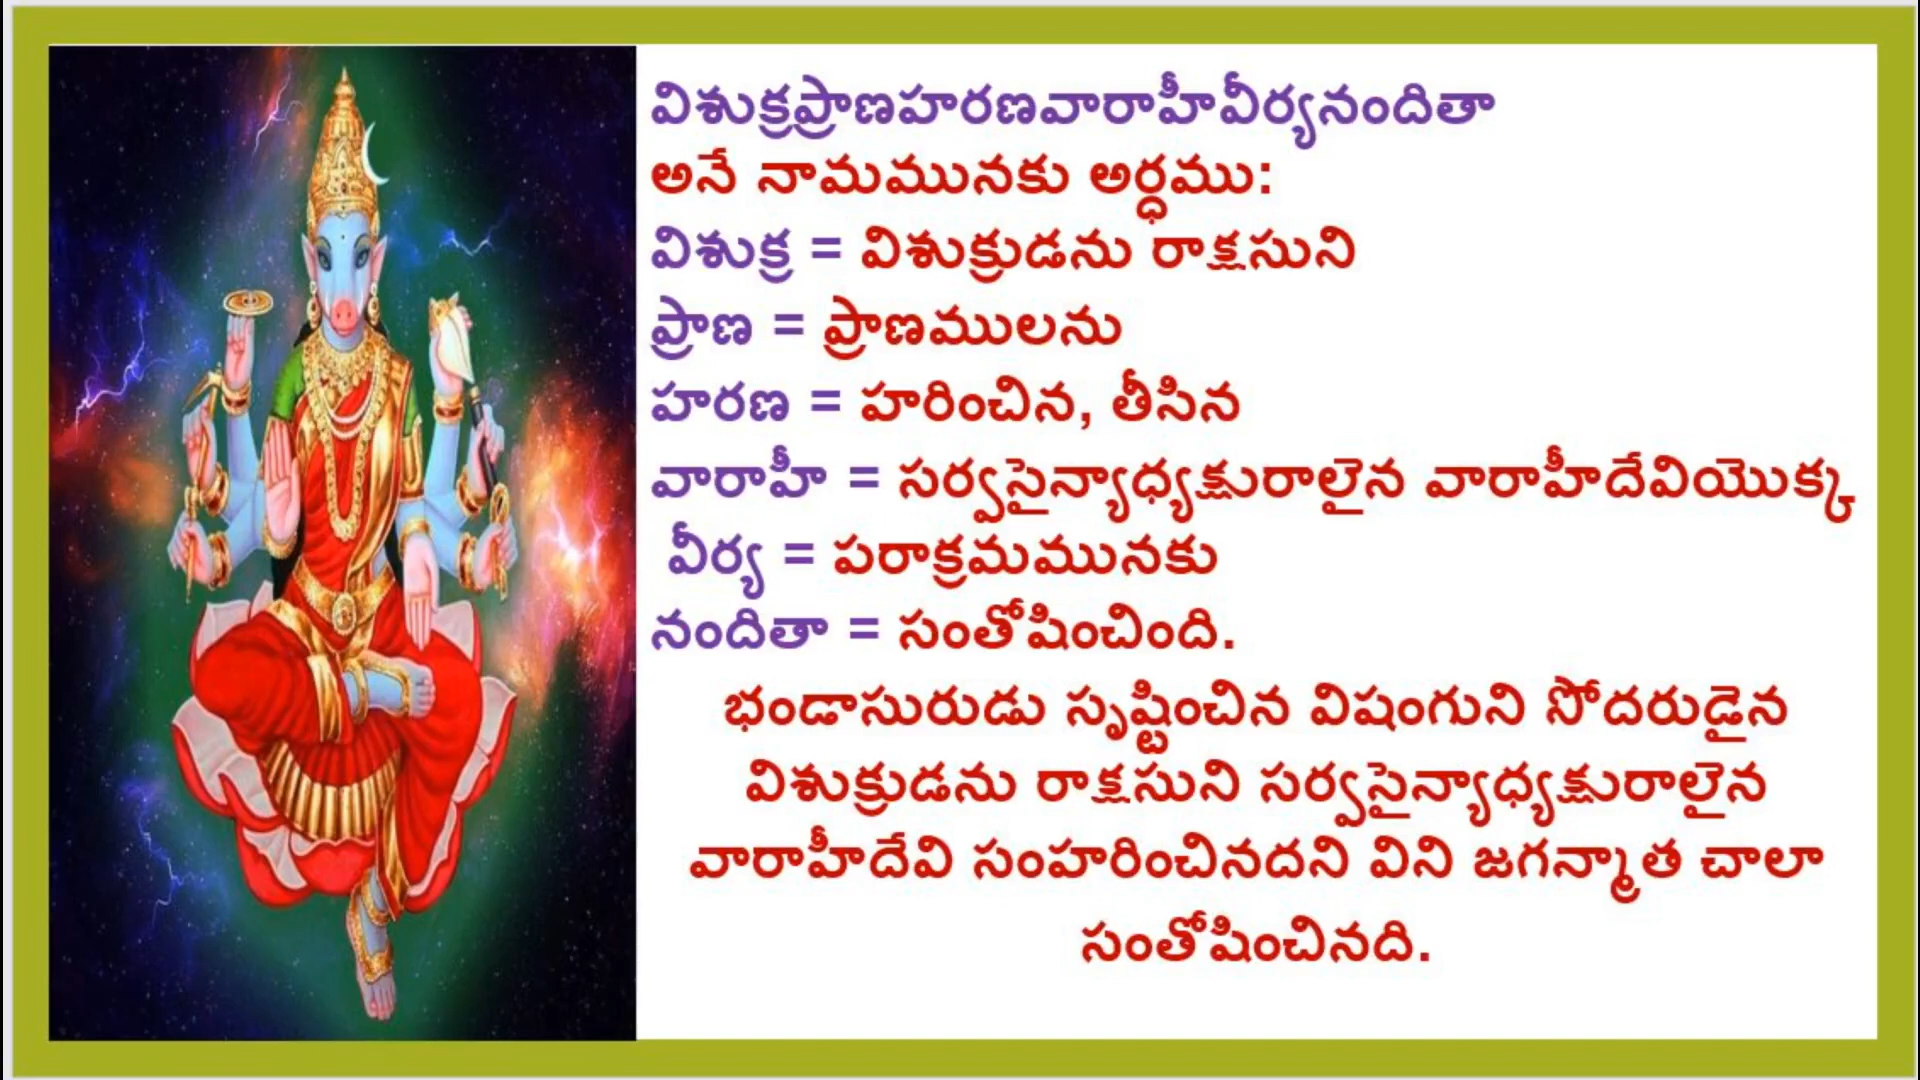 విశుక్రప్రాణహరణవారాహీవీర్యనందితా
అనే నామమునకు అర్ధము:
విశుక్ర = విశుక్రుడను రాక్షసుని
ప్రాణ = ప్రాణములను
హరణ = హరించిన, తీసిన
వారాహీ = సర్వసైన్యాధ్యక్షురాలైన వారాహీదేవియొక్క
వీర్య = పరాక్రమమునకు
నందితా = సంతోషించింది.
భండాసురుడు సృష్టించిన విషంగుని సోదరుడైన
విశుక్రుడను రాక్షసుని సర్వసైన్యాధ్యక్షురాలైన
వారాహీదేవి సంహరించినదని విని జగన్మాత చాలా
సంతోషించినది.